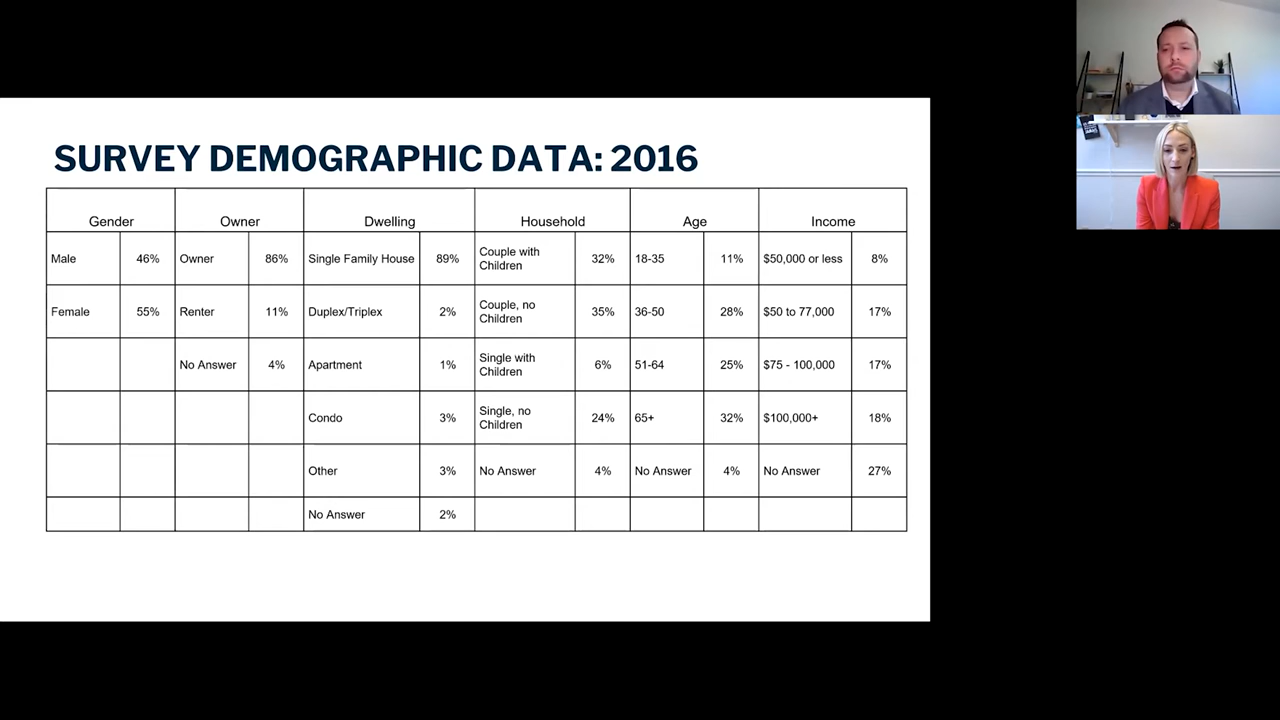 SURVEY DEMOGRAPHIC DATA: 2016
Gender Owner Dwelling Household Age Income
Male 46% Owner 86% Single Family House 89% Couple with Children 32% 18-35 11% $50,000 or less 8%
Female 55% Renter 11% Duplex/Triplex 2% Couple, no Children 35% 36-50 28% $50 to 77,000 17%
No Answer 4% Apartment 1% Single with Children 6% 51-64 25% $75 - 100,000 17%
Condo 3% Single, no Children 24% 65+ 32% $100,000+ 18%
Other 3% No Answer 4% No Answer 4% No Answer 27%
No Answer 2%